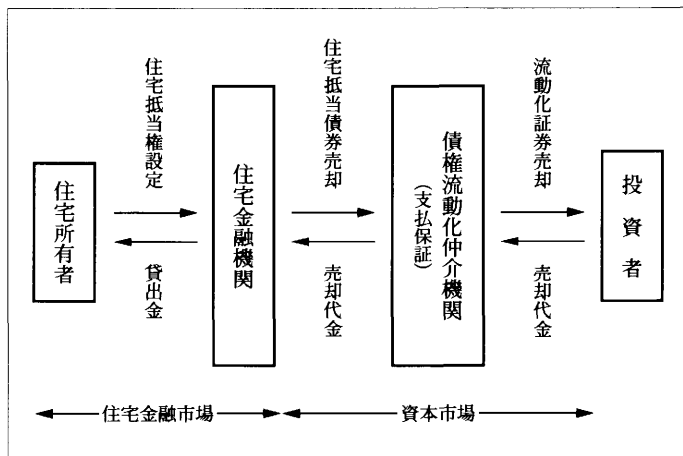 住宅所有者
住宅抵当権設定
貸出金
住宅金融機関
住宅抵当債券売却
売却代金
債権流動化仲介機関
（支払保証）
流動化証券売却
売却代金
投資者
住宅金融市場
資本市場